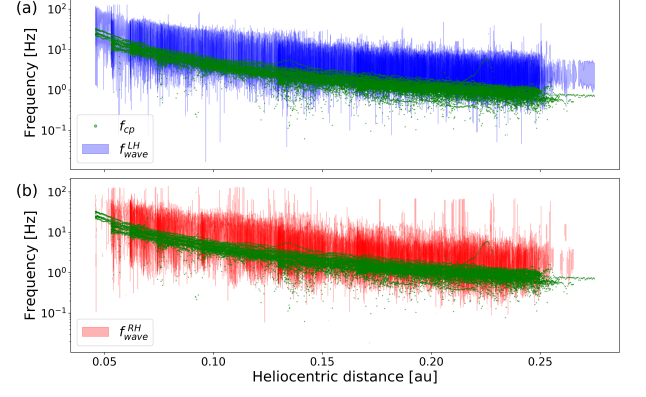 (a)
Frequency [Hz]
10²
10¹
10⁰
10⁻¹
f_cp
f_wave^LH
(b)
Frequency [Hz]
10²
10¹
10⁰
10⁻¹
f_wave^RH
0.05 0.10 0.15 0.20 0.25
Heliocentric distance [au]